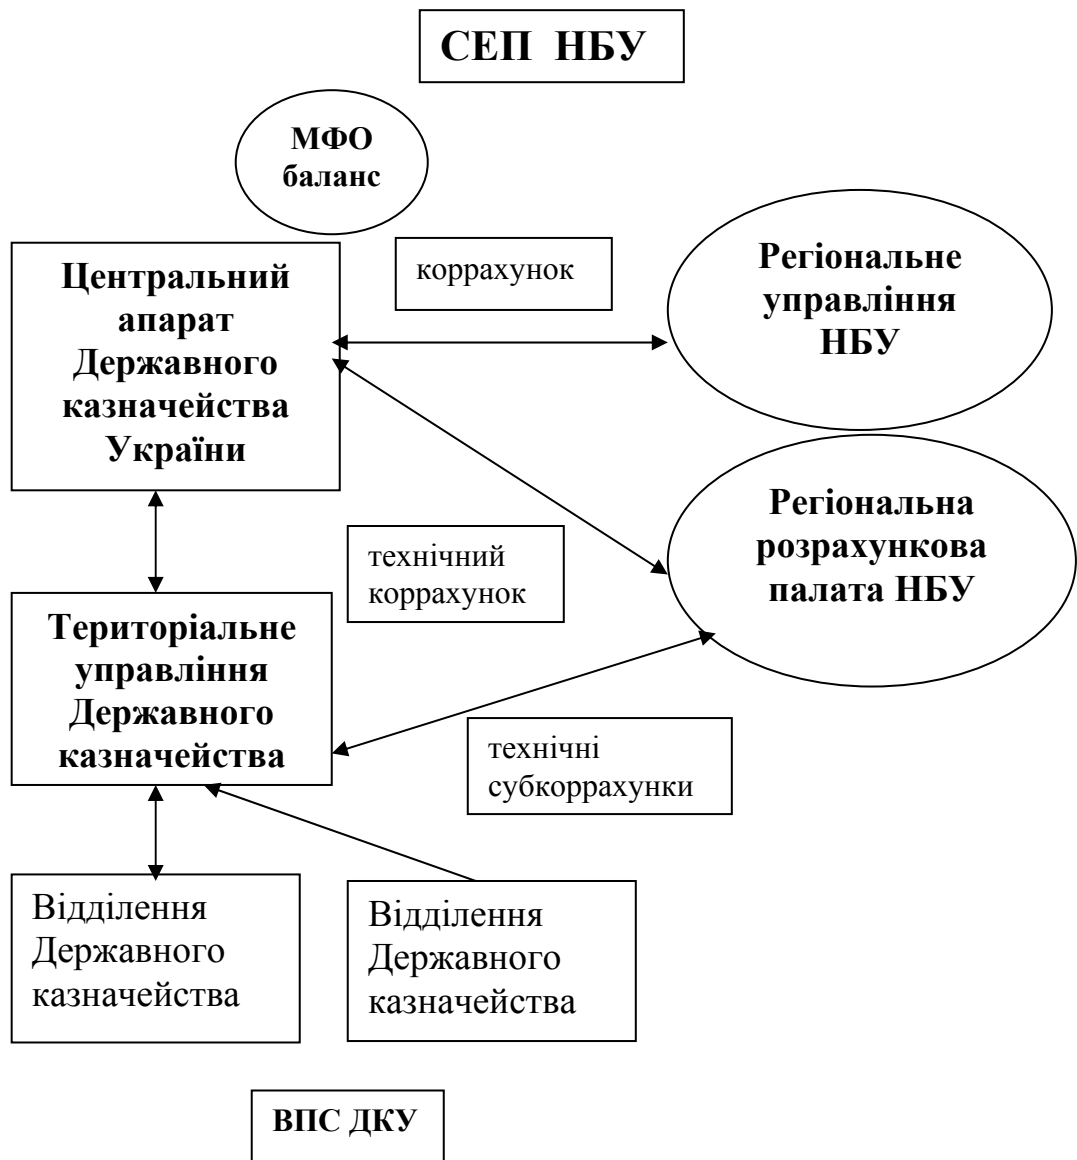 СЕП НБУ
МФО
баланс
Центральний
апарат
Державного
казначейства
України
коррахунок
Регіональне
управління
НБУ
Регіональна
розрахункова
палата НБУ
технічний
коррахунок
Територіальне
управління
Державного
казначейства
технічні
субкоррахунки
Відділення
Державного
казначейства
Відділення
Державного
казначейства
ВПС ДКУ